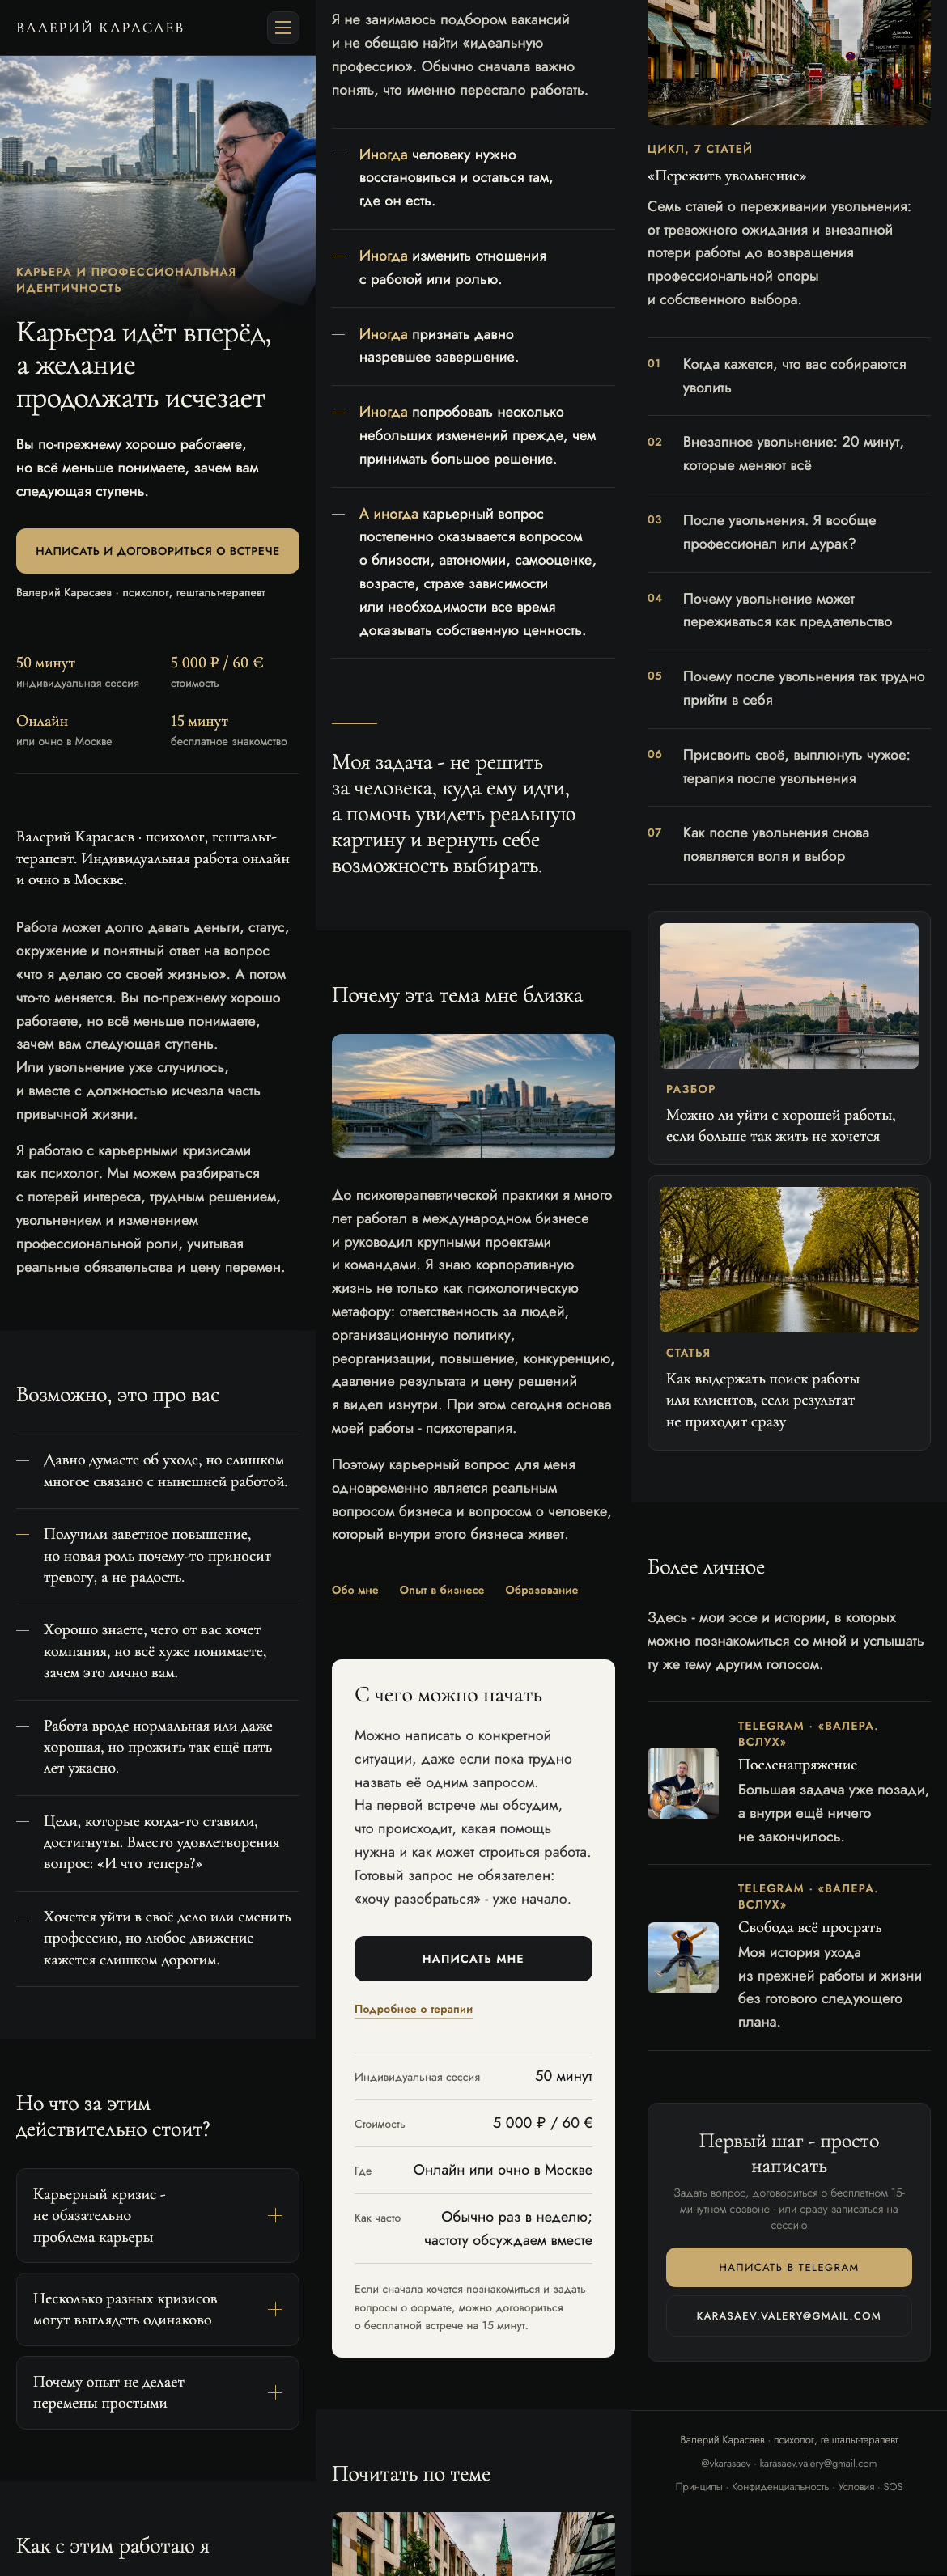 ВАЛЕРИЙ КАРАСАЕВ
КАРЬЕРА И ПРОФЕССИОНАЛЬНАЯ
ИДЕНТИЧНОСТЬ
Карьера идёт вперёд,
а желание
продолжать исчезает
Вы по-прежнему хорошо работаете,
но всё меньше понимаете, зачем вам
следующая ступень.
НАПИСАТЬ И ДОГОВОРИТЬСЯ О ВСТРЕЧЕ
Валерий Карасаев · психолог, гештальт-терапевт
50 минут
индивидуальная сессия
5 000 ₽ / 60 €
стоимость
Онлайн
или очно в Москве
15 минут
бесплатное знакомство
Валерий Карасаев · психолог, гештальт-
терапевт. Индивидуальная работа онлайн
и очно в Москве.
Работа может долго давать деньги, статус,
окружение и понятный ответ на вопрос
«что я делаю со своей жизнью». А потом
что-то меняется. Вы по-прежнему хорошо
работаете, но всё меньше понимаете,
зачем вам следующая ступень.
Или увольнение уже случилось,
и вместе с должностью исчезла часть
привычной жизни.
Я работаю с карьерными кризисами
как психолог. Мы можем разбираться
с потерей интереса, трудным решением,
увольнением и изменением
профессиональной роли, учитывая
реальные обязательства и цену перемен.
Возможно, это про вас
— Давно думаете об уходе, но слишком
многое связано с нынешней работой.
— Получили заветное повышение,
но новая роль почему-то приносит
тревогу, а не радость.
— Хорошо знаете, чего от вас хочет
компания, но всё хуже понимаете,
зачем это лично вам.
— Работа вроде нормальная или даже
хорошая, но прожить так ещё пять
лет ужасно.
— Цели, которые когда-то ставили,
достигнуты. Вместо удовлетворения
вопрос: «И что теперь?»
— Хочется уйти в своё дело или сменить
профессию, но любое движение
кажется слишком дорогим.
Но что за этим
действительно стоит?
Карьерный кризис -
не обязательно
проблема карьеры
Несколько разных кризисов
могут выглядеть одинаково
Почему опыт не делает
перемены простыми
Как с этим работаю я
Я не занимаюсь подбором вакансий
и не обещаю найти «идеальную
профессию». Обычно сначала важно
понять, что именно перестало работать.
— Иногда человеку нужно
восстановиться и остаться там,
где он есть.
— Иногда изменить отношения
с работой или ролью.
— Иногда признать давно
назревшее завершение.
— Иногда попробовать несколько
небольших изменений прежде, чем
принимать большое решение.
— А иногда карьерный вопрос
постепенно оказывается вопросом
о близости, автономии, самооценке,
возрасте, страхе зависимости
или необходимости все время
доказывать собственную ценность.
Моя задача - не решить
за человека, куда ему идти,
а помочь увидеть реальную
картину и вернуть себе
возможность выбирать.
Почему эта тема мне близка
До психотерапевтической практики я много
лет работал в международном бизнесе
и руководил крупными проектами
и командами. Я знаю корпоративную
жизнь не только как психологическую
метафору: ответственность за людей,
организационную политику,
реорганизации, повышение, конкуренцию,
давление результата и цену решений
я видел изнутри. При этом сегодня основа
моей работы - психотерапия.
Поэтому карьерный вопрос для меня
одновременно является реальным
вопросом бизнеса и вопросом о человеке,
который внутри этого бизнеса живет.
Обо мне
Опыт в бизнесе
Образование
С чего можно начать
Можно написать о конкретной
ситуации, даже если пока трудно
назвать её одним запросом.
На первой встрече мы обсудим,
что происходит, какая помощь
нужна и как может строиться работа.
Готовый запрос не обязателен:
«хочу разобраться» - уже начало.
НАПИСАТЬ МНЕ
Подробнее о терапии
Индивидуальная сессия 50 минут
Стоимость 5 000 ₽ / 60 €
Где Онлайн или очно в Москве
Как часто Обычно раз в неделю;
частоту обсуждаем вместе
Если сначала хочется познакомиться и задать
вопросы о формате, можно договориться
о бесплатной встрече на 15 минут.
Почитать по теме
ЦИКЛ, 7 СТАТЕЙ
«Пережить увольнение»
Семь статей о переживании увольнения:
от тревожного ожидания и внезапной
потери работы до возвращения
профессиональной опоры
и собственного выбора.
01 Когда кажется, что вас собираются
уволить
02 Внезапное увольнение: 20 минут,
которые меняют всё
03 После увольнения. Я вообще
профессионал или дурак?
04 Почему увольнение может
переживаться как предательство
05 Почему после увольнения так трудно
прийти в себя
06 Присвоить своё, выплюнуть чужое:
терапия после увольнения
07 Как после увольнения снова
появляется воля и выбор
РАЗБОР
Можно ли уйти с хорошей работы,
если больше так жить не хочется
СТАТЬЯ
Как выдержать поиск работы
или клиентов, если результат
не приходит сразу
Более личное
Здесь - мои эссе и истории, в которых
можно познакомиться со мной и услышать
ту же тему другим голосом.
TELEGRAM · «ВАЛЕРА.
ВСЛУХ»
Посленапряжение
Большая задача уже позади,
а внутри ещё ничего
не закончилось.
TELEGRAM · «ВАЛЕРА.
ВСЛУХ»
Свобода всё просрать
Моя история ухода
из прежней работы и жизни
без готового следующего
плана.
Первый шаг - просто
написать
Задать вопрос, договориться о бесплатном 15-
минутном созвоне - или сразу записаться на
сессию
НАПИСАТЬ В TELEGRAM
KARASAEV.VALERY@GMAIL.COM
Валерий Карасаев · психолог, гештальт-терапевт
@vkarasaev · karasaev.valery@gmail.com
Принципы · Конфиденциальность · Условия · SOS